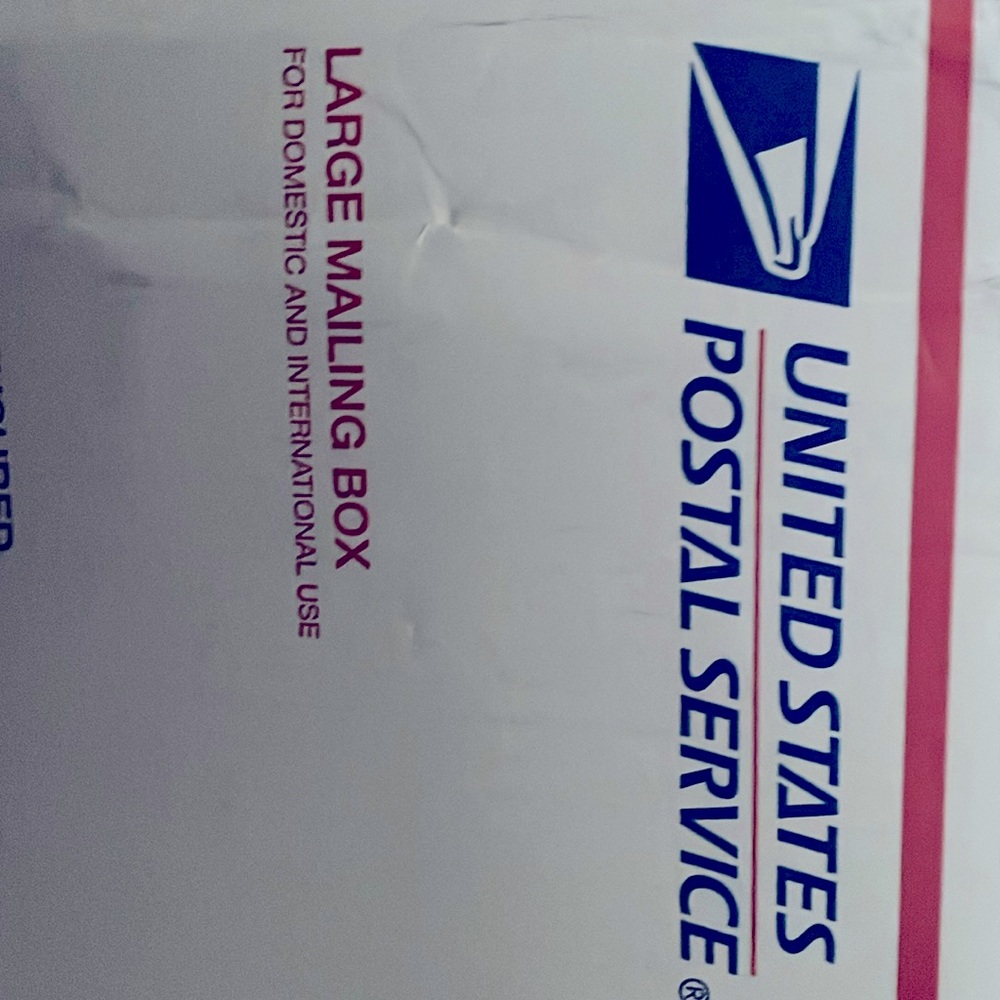 UNITED STATES
POSTAL SERVICE®
LARGE MAILING BOX
FOR DOMESTIC AND INTERNATIONAL USE